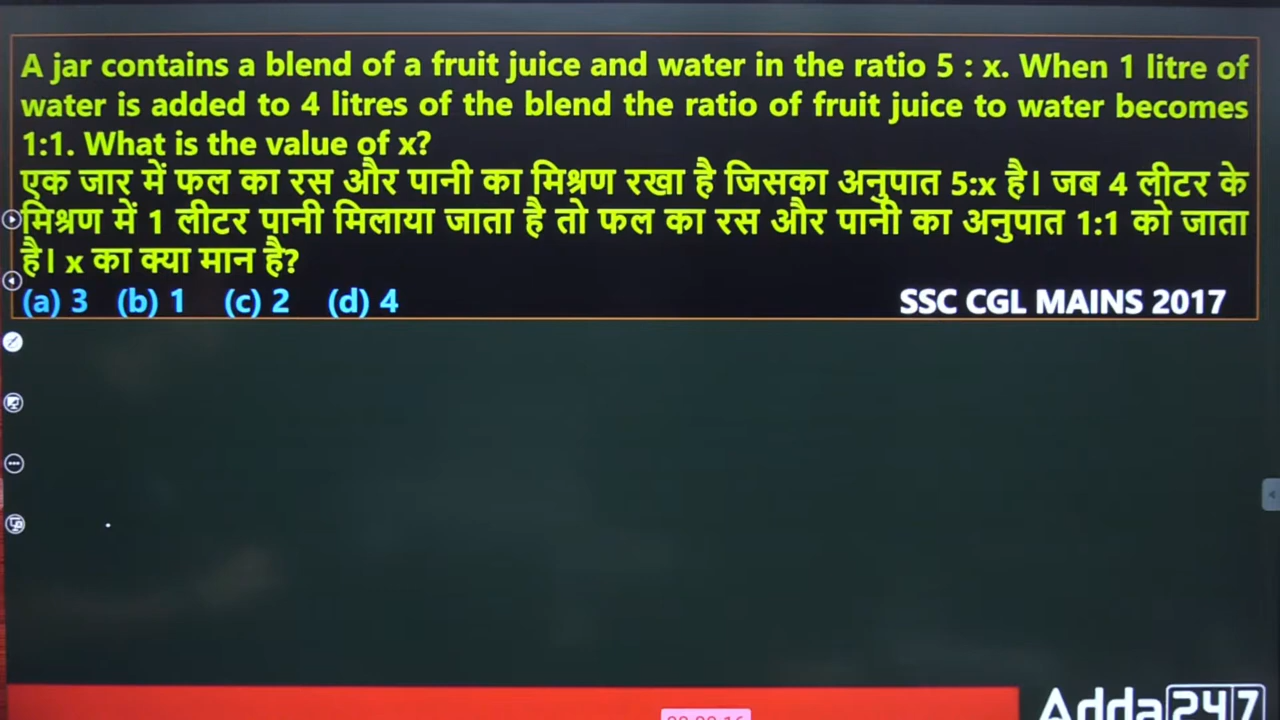 A jar contains a blend of a fruit juice and water in the ratio 5 : x. When 1 litre of
water is added to 4 litres of the blend the ratio of fruit juice to water becomes
1:1. What is the value of x?
एक जार में फल का रस और पानी का मिश्रण रखा है जिसका अनुपात 5:x है। जब 4 लीटर के
मिश्रण में 1 लीटर पानी मिलाया जाता है तो फल का रस और पानी का अनुपात 1:1 को जाता
है। x का क्या मान है?
(a) 3 (b) 1 (c) 2 (d) 4 SSC CGL MAINS 2017
Adda247